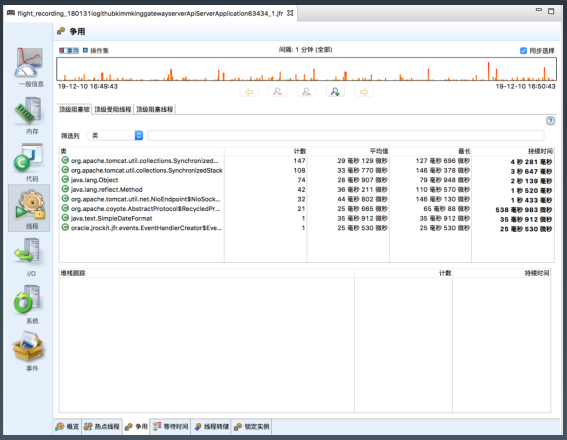 flight_recording_180131iogithubkimmkinggatewayserverApiServerApplication63434_1.jfr
争用
事件 操作集
间隔: 1 分钟 (全部)
同步选择
19-12-10 16:49:43
19-12-10 16:50:43
一般信息
内存
代码
线程
I/O
系统
事件
顶级阻塞锁 顶级受阻线程 顶级阻塞线程
筛选列 类
类 计数 平均值 最长 持续时间
org.apache.tomcat.util.collections.Synchronized... 147 29 毫秒 129 微秒 127 毫秒 696 微秒 4 秒 281 毫秒
org.apache.tomcat.util.collections.SynchronizedStack 108 33 毫秒 770 微秒 146 毫秒 378 微秒 3 秒 647 毫秒
java.lang.Object 74 28 毫秒 907 微秒 79 毫秒 948 微秒 2 秒 139 毫秒
java.lang.reflect.Method 42 36 毫秒 211 微秒 110 毫秒 570 微秒 1 秒 520 毫秒
org.apache.tomcat.util.net.NioEndpoint$NioSock... 32 44 毫秒 802 微秒 146 毫秒 130 微秒 1 秒 433 毫秒
org.apache.coyote.AbstractProtocol$RecycledPr... 21 25 毫秒 665 微秒 65 毫秒 88 微秒 538 毫秒 983 微秒
java.text.SimpleDateFormat 1 35 毫秒 912 微秒 35 毫秒 912 微秒 35 毫秒 912 微秒
oracle.jrockit.jfr.events.EventHandlerCreator$Eve... 1 25 毫秒 530 微秒 25 毫秒 530 微秒 25 毫秒 530 微秒
堆栈跟踪 计数 持续时间
概览 热点线程 争用 等待时间 线程转储 锁定实例